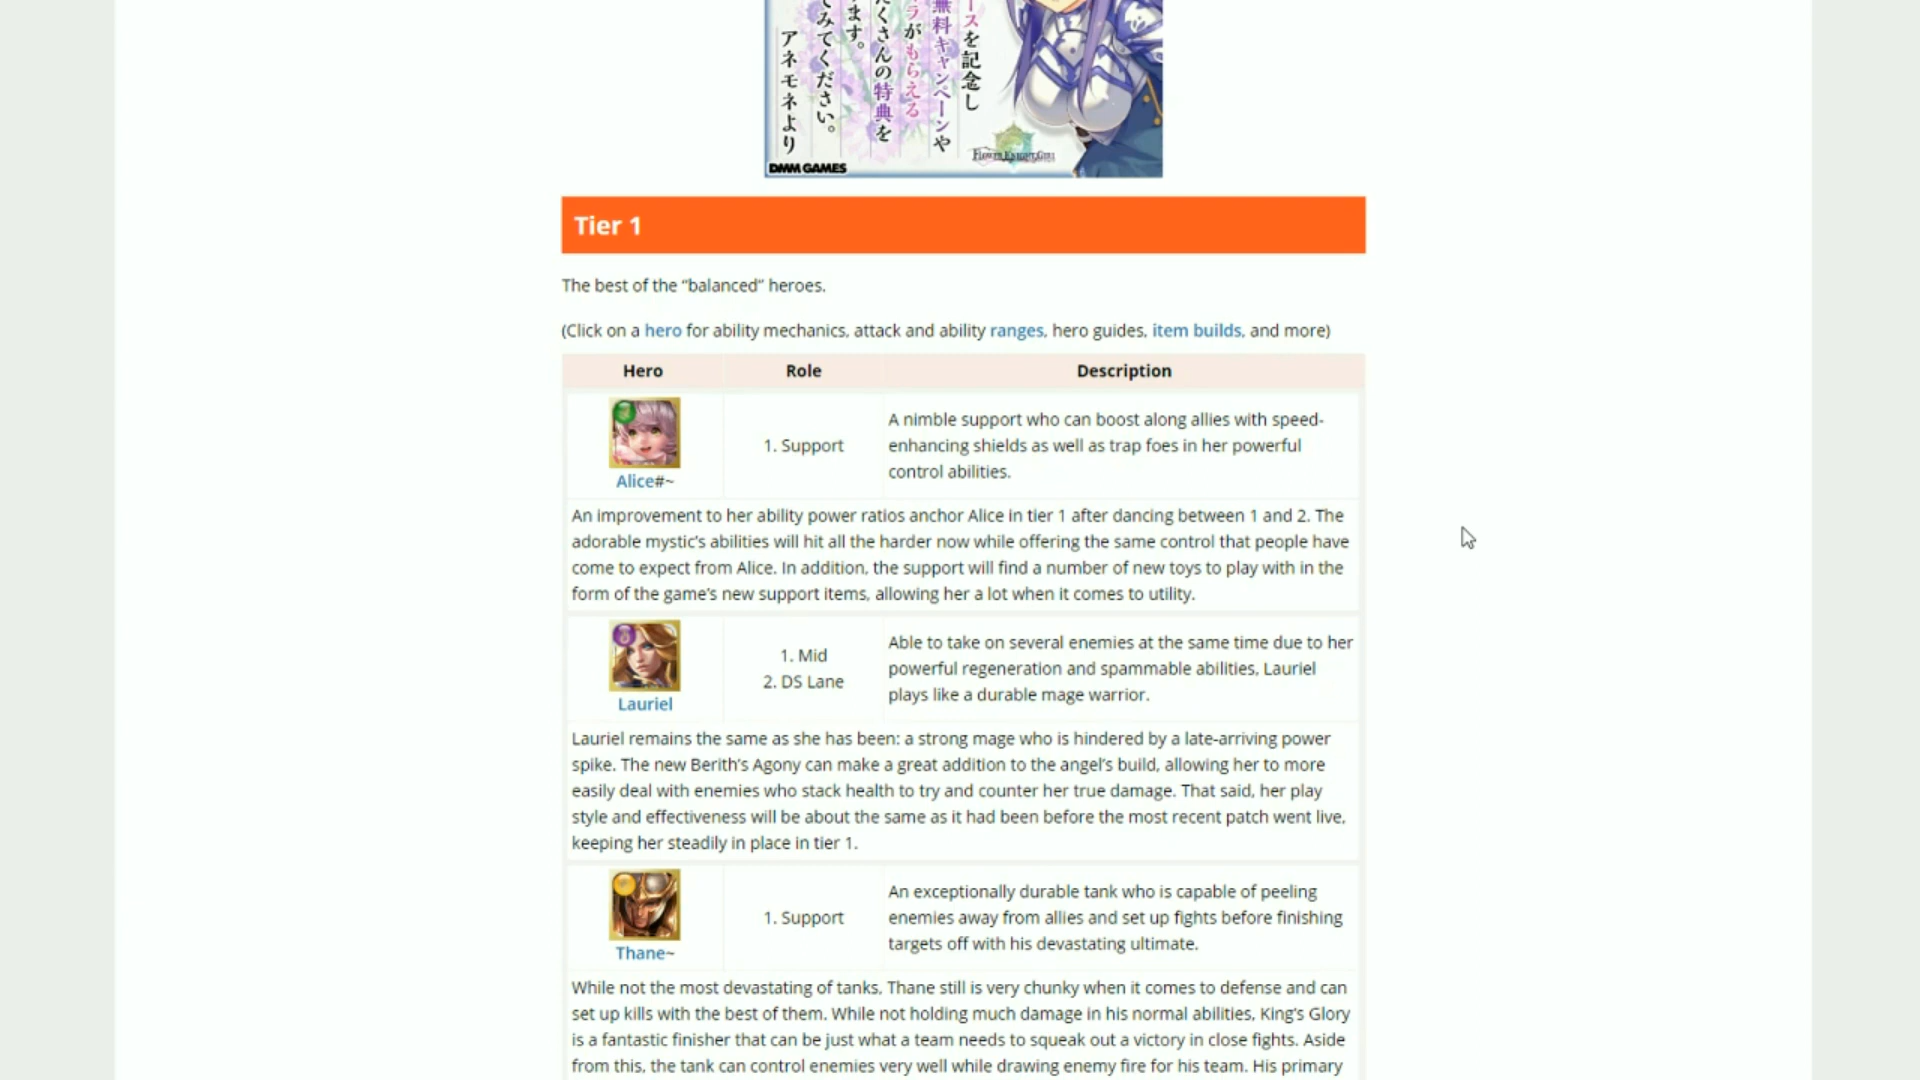 ースを記念し
無料キャンペーンや
ラがもらえる
たくさんの特典を
ます。
てみてください。
アネモネより
FLOWER KNIGHT GIRL
DMM GAMES
Tier 1
The best of the “balanced” heroes.
(Click on a hero for ability mechanics, attack and ability ranges, hero guides, item builds, and more)
Hero Role Description
Alice#~
1. Support
A nimble support who can boost along allies with speed-
enhancing shields as well as trap foes in her powerful
control abilities.
An improvement to her ability power ratios anchor Alice in tier 1 after dancing between 1 and 2. The
adorable mystic’s abilities will hit all the harder now while offering the same control that people have
come to expect from Alice. In addition, the support will find a number of new toys to play with in the
form of the game’s new support items, allowing her a lot when it comes to utility.
Lauriel
1. Mid
2. DS Lane
Able to take on several enemies at the same time due to her
powerful regeneration and spammable abilities, Lauriel
plays like a durable mage warrior.
Lauriel remains the same as she has been: a strong mage who is hindered by a late-arriving power
spike. The new Berith’s Agony can make a great addition to the angel’s build, allowing her to more
easily deal with enemies who stack health to try and counter her true damage. That said, her play
style and effectiveness will be about the same as it had been before the most recent patch went live,
keeping her steadily in place in tier 1.
Thane~
1. Support
An exceptionally durable tank who is capable of peeling
enemies away from allies and set up fights before finishing
targets off with his devastating ultimate.
While not the most devastating of tanks, Thane still is very chunky when it comes to defense and can
set up kills with the best of them. While not holding much damage in his normal abilities, King’s Glory
is a fantastic finisher that can be just what a team needs to squeak out a victory in close fights. Aside
from this, the tank can control enemies very well while drawing enemy fire for his team. His primary